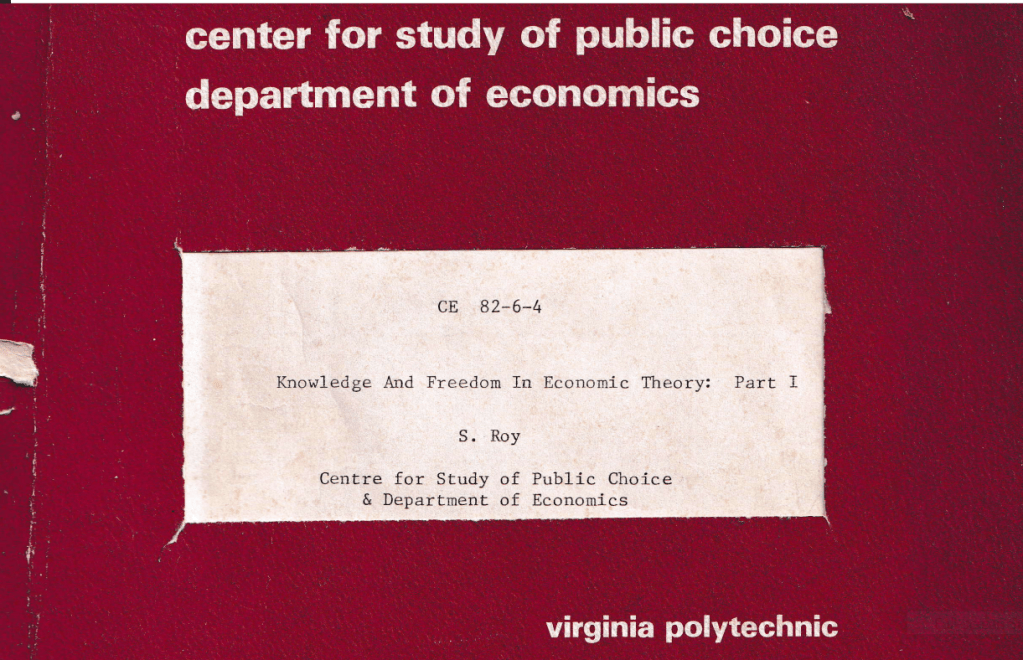 center for study of public choice
department of economics
CE 82-6-4
Knowledge And Freedom In Economic Theory: Part I
S. Roy
Centre for Study of Public Choice
& Department of Economics
virginia polytechnic